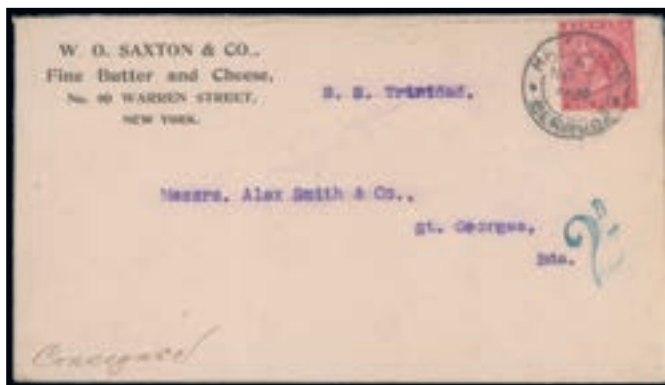 W. O. SAXTON & CO.,
Fine Butter and Cheese,
No. 90 WARREN STREET,
NEW YORK.
S. S. Trinidad.
Messrs. Alex Smith & Co.,
St. Georges,
Bda.
BERMUDA